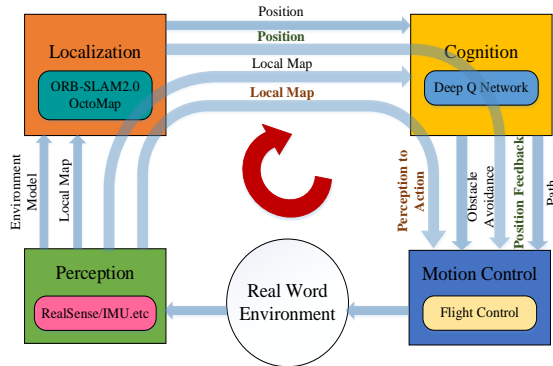 Position
Localization
Position
Cognition
ORB-SLAM2.0
OctoMap
Local Map
Deep Q Network
Local Map
Environment
Model
Local Map
Perception to
Action
Obstacle
Avoidance
Position Feedback
Path
Perception
Real Word
Environment
Motion Control
RealSense/IMU.etc
Flight Control